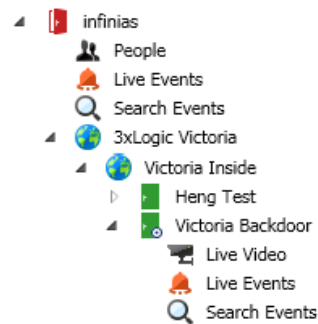 infinias
People
Live Events
Search Events
3xLogic Victoria
Victoria Inside
Heng Test
Victoria Backdoor
Live Video
Live Events
Search Events